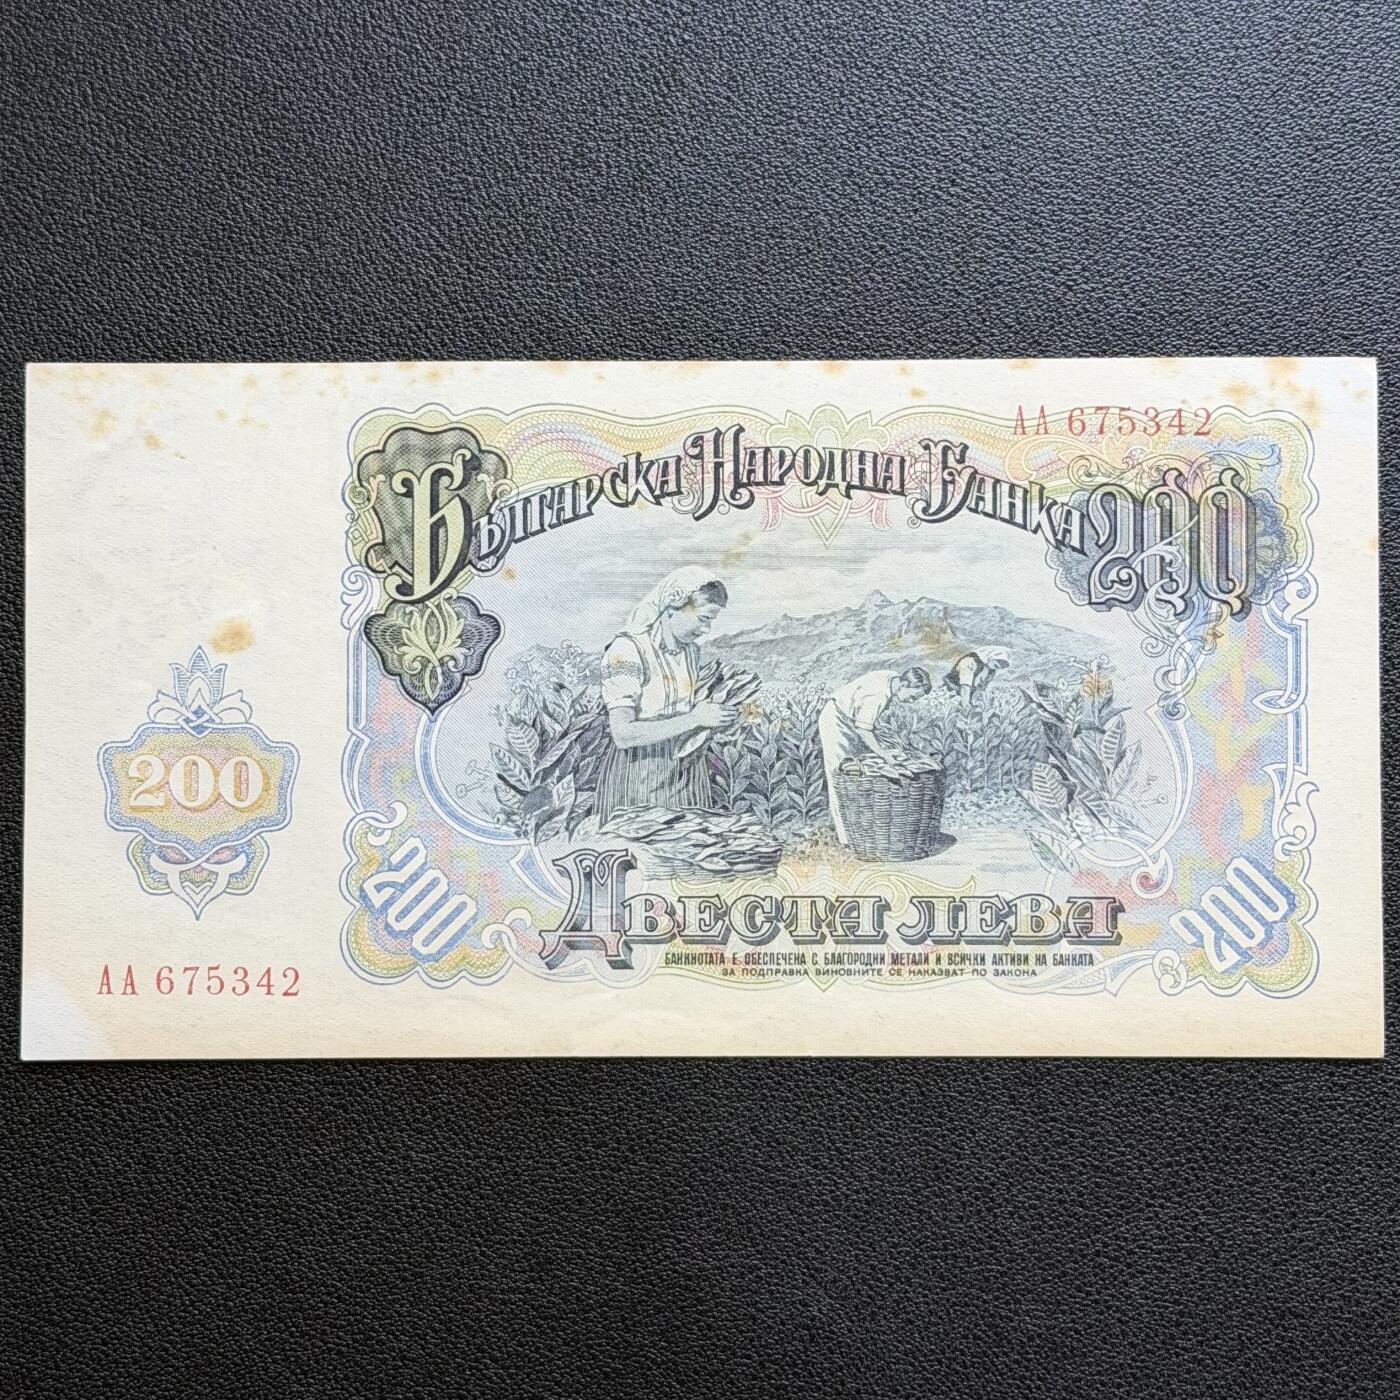 АА 675342
Българска Народна Банка 200
200
Двеста лева
200 200
БАНКНОТАТА Е ОБЕСПЕЧЕНА С БЛАГОРОДНИ МЕТАЛИ И ВСИЧКИ АКТИВИ НА БАНКАТА
ЗА ПОДПРАВКА ВИНОВНИТЕ СЕ НАКАЗВАТ ПО ЗАКОНА
АА 675342